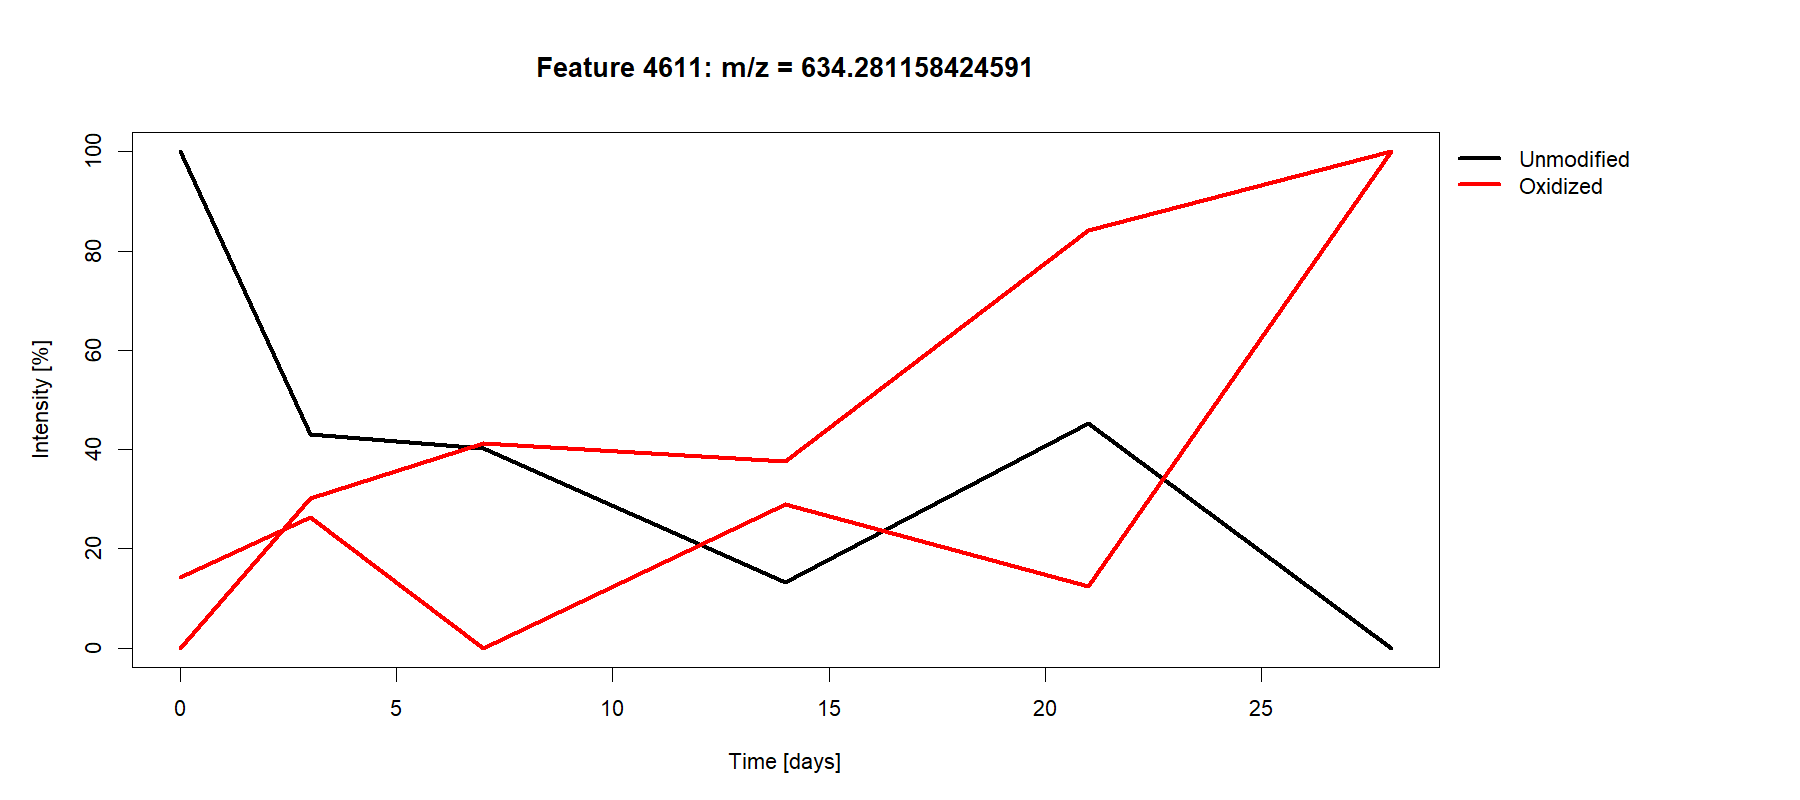 Feature 4611: m/z = 634.281158424591
Unmodified
Oxidized
Intensity [%]
100
80
60
40
20
0
0 5 10 15 20 25
Time [days]